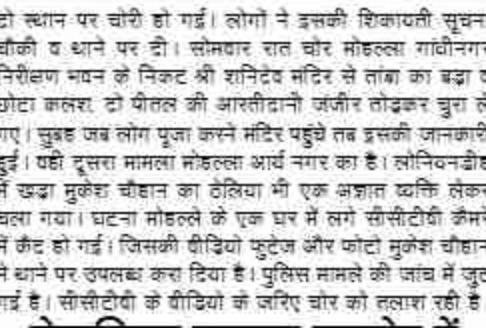 दो स्थान पर चोरी हो गई। लोगों ने इसकी शिकायती सूचना
चौकी व थाने पर दी। सोमवार रात चोर मोहल्ला गांधीनगर
निरीक्षण भवन के निकट श्री शनिदेव मंदिर से तांबा का बड़ा व
छोटा कलश, दो पीतल की आरतीदानी जंजीर तोड़कर चुरा ले
गए। सुबह जब लोग पूजा करने मंदिर पहुंचे तब इसकी जानकारी
हुई। वही दूसरा मामला मोहल्ला आर्य नगर का है। लोनियनडीह
में खड़ा मुकेश चौहान का ठेलिया भी एक अज्ञात व्यक्ति लेकर
चला गया। घटना मोहल्ले के एक घर में लगे सीसीटीवी कैमरे
में कैद हो गई। जिसकी वीडियो फुटेज और फोटो मुकेश चौहान
ने थाने पर उपलब्ध करा दिया है। पुलिस मामले की जांच में जुट
गई है। सीसीटीवी के वीडियो के जरिए चोर को तलाश रही है।